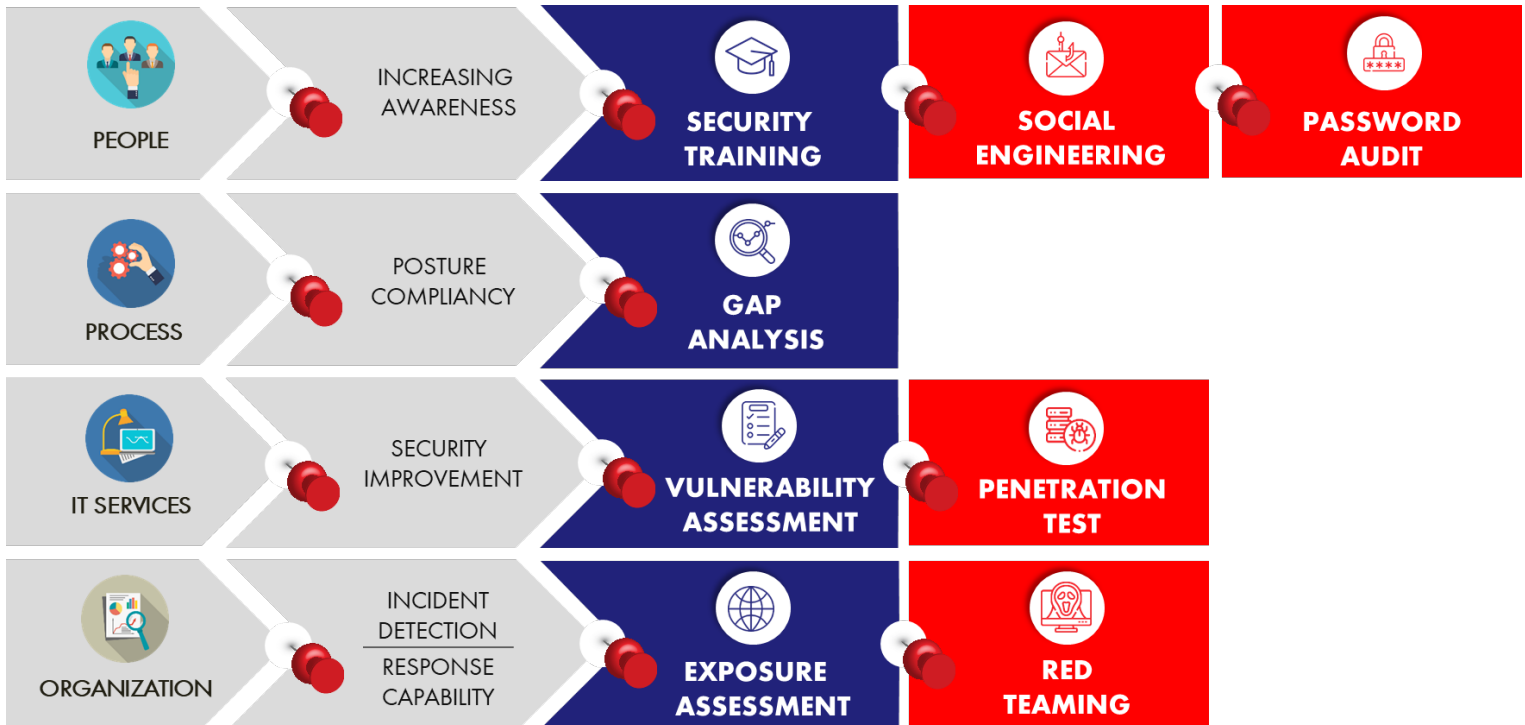 PEOPLE
INCREASING
AWARENESS
SECURITY
TRAINING
SOCIAL
ENGINEERING
****
PASSWORD
AUDIT
PROCESS
POSTURE
COMPLIANCY
GAP
ANALYSIS
IT SERVICES
SECURITY
IMPROVEMENT
VULNERABILITY
ASSESSMENT
PENETRATION
TEST
ORGANIZATION
INCIDENT
DETECTION
RESPONSE
CAPABILITY
EXPOSURE
ASSESSMENT
RED
TEAMING